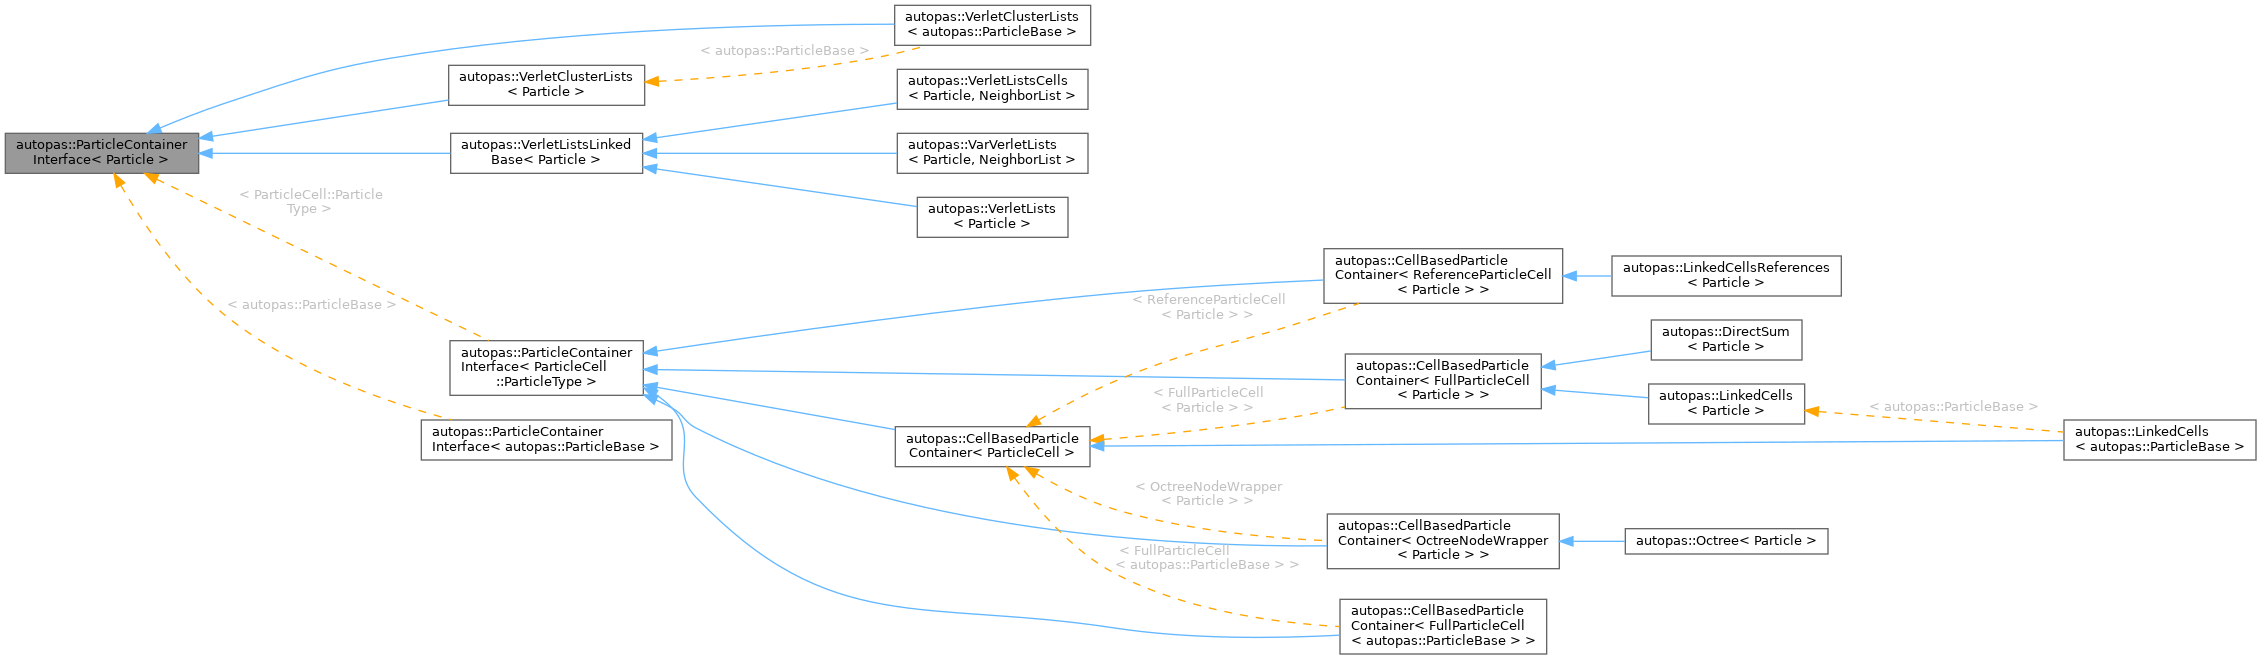 autopas::VerletClusterLists
< autopas::ParticleBase >
< autopas::ParticleBase >
autopas::VerletClusterLists
< Particle >
autopas::VerletListsCells
< Particle, NeighborList >
autopas::ParticleContainer
Interface< Particle >
autopas::VerletListsLinked
Base< Particle >
autopas::VarVerletLists
< Particle, NeighborList >
< ParticleCell::Particle
Type >
autopas::VerletLists
< Particle >
autopas::CellBasedParticle
Container< ReferenceParticleCell
< Particle > >
autopas::LinkedCellsReferences
< Particle >
< autopas::ParticleBase >
< ReferenceParticleCell
< Particle > >
autopas::DirectSum
< Particle >
autopas::ParticleContainer
Interface< ParticleCell
::ParticleType >
autopas::CellBasedParticle
Container< FullParticleCell
< Particle > >
< FullParticleCell
< Particle > >
autopas::LinkedCells
< Particle >
< autopas::ParticleBase >
autopas::LinkedCells
< autopas::ParticleBase >
autopas::ParticleContainer
Interface< autopas::ParticleBase >
autopas::CellBasedParticle
Container< ParticleCell >
< OctreeNodeWrapper
< Particle > >
autopas::CellBasedParticle
Container< OctreeNodeWrapper
< Particle > >
autopas::Octree< Particle >
< FullParticleCell
< autopas::ParticleBase > >
autopas::CellBasedParticle
Container< FullParticleCell
< autopas::ParticleBase > >